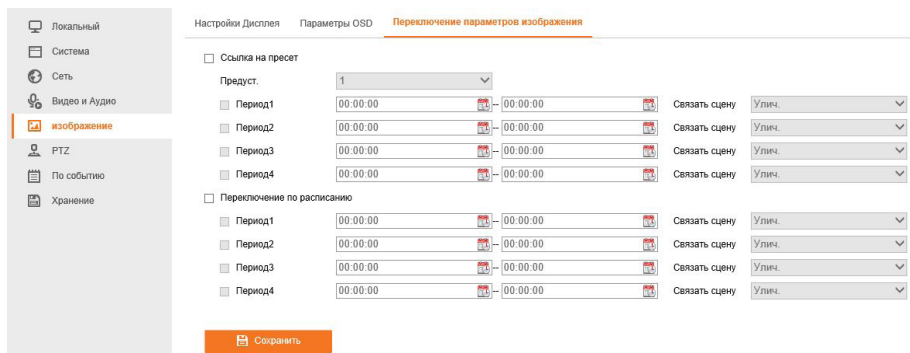 Локальный
Система
Сеть
Видео и Аудио
изображение
PTZ
По событию
Хранение
Настройки Дисплея Параметры OSD Переключение параметров изображения
Ссылка на пресет
Предуст. 1
Период1 00:00:00 -- 00:00:00 Связать сцену Улич.
Период2 00:00:00 -- 00:00:00 Связать сцену Улич.
Период3 00:00:00 -- 00:00:00 Связать сцену Улич.
Период4 00:00:00 -- 00:00:00 Связать сцену Улич.
Переключение по расписанию
Период1 00:00:00 -- 00:00:00 Связать сцену Улич.
Период2 00:00:00 -- 00:00:00 Связать сцену Улич.
Период3 00:00:00 -- 00:00:00 Связать сцену Улич.
Период4 00:00:00 -- 00:00:00 Связать сцену Улич.
Сохранить